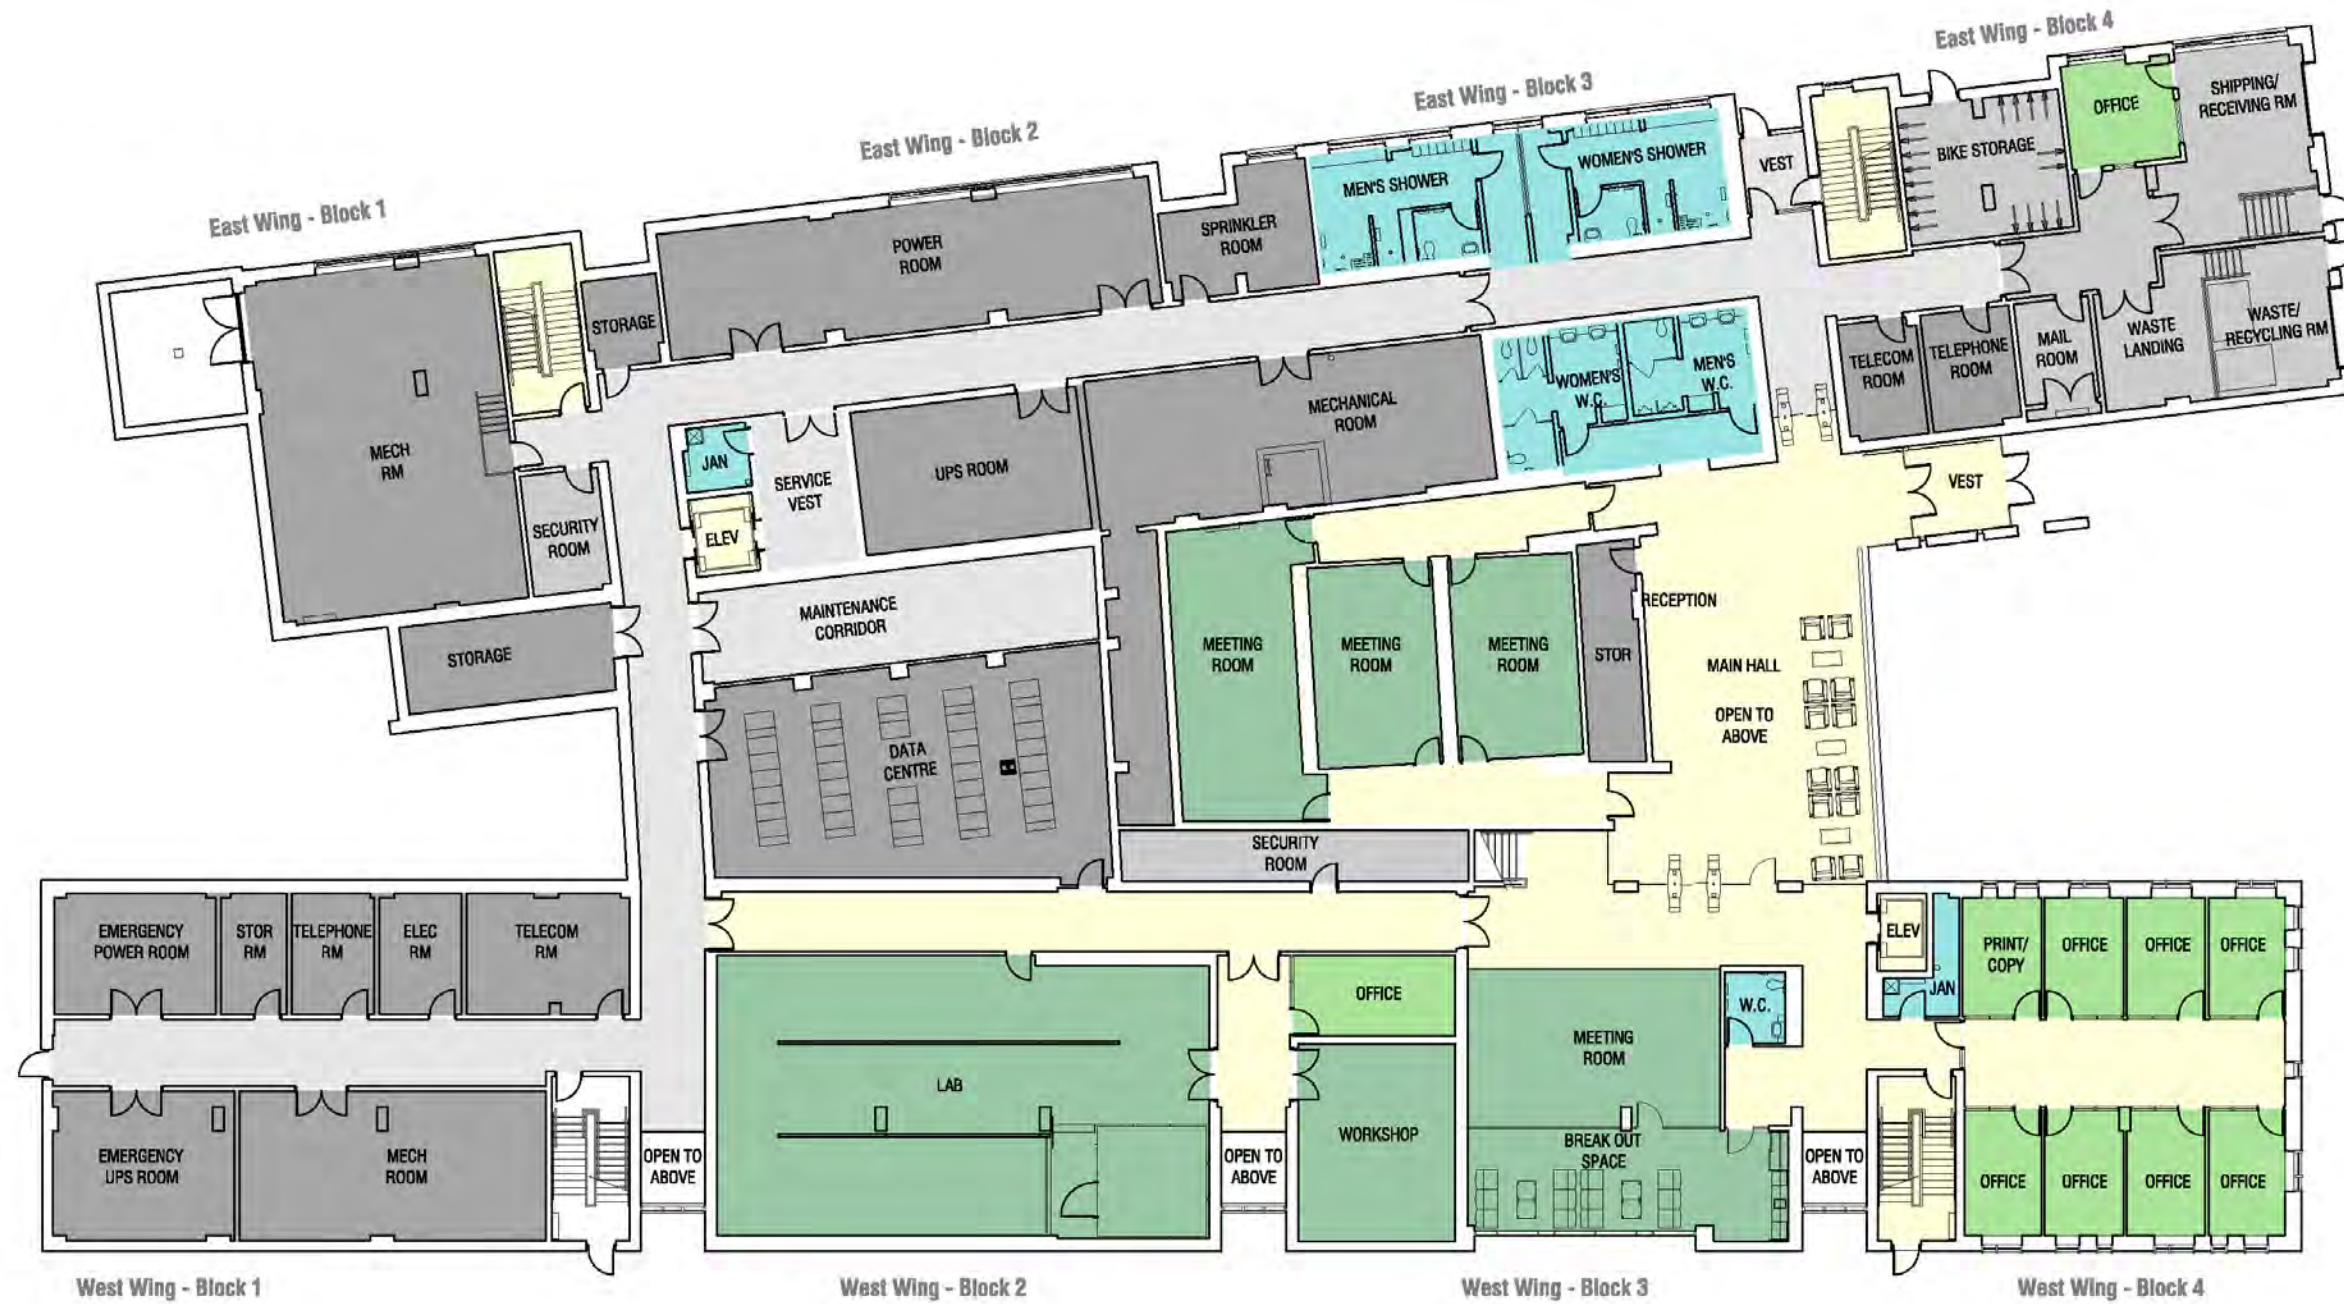 East Wing - Block 4
East Wing - Block 3
East Wing - Block 2
East Wing - Block 1
OFFICE
SHIPPING/
RECEIVING RM
BIKE STORAGE
VEST
WOMEN'S SHOWER
MEN'S SHOWER
SPRINKLER
ROOM
POWER
ROOM
STORAGE
MECH
RM
SECURITY
ROOM
JAN
ELEV
SERVICE
VEST
UPS ROOM
MECHANICAL
ROOM
WOMEN'S
W.C.
MEN'S
W.C.
TELECOM
ROOM
TELEPHONE
ROOM
MAIL
ROOM
WASTE
LANDING
WASTE/
RECYCLING RM
VEST
STORAGE
MAINTENANCE
CORRIDOR
DATA
CENTRE
MEETING
ROOM
MEETING
ROOM
MEETING
ROOM
STOR
RECEPTION
MAIN HALL
OPEN TO
ABOVE
SECURITY
ROOM
EMERGENCY
POWER ROOM
STOR
RM
TELEPHONE
RM
ELEC
RM
TELECOM
RM
EMERGENCY
UPS ROOM
MECH
ROOM
OPEN TO
ABOVE
LAB
OPEN TO
ABOVE
OFFICE
WORKSHOP
MEETING
ROOM
BREAK OUT
SPACE
W.C.
OPEN TO
ABOVE
ELEV
JAN
PRINT/
COPY
OFFICE
OFFICE
OFFICE
OFFICE
OFFICE
OFFICE
OFFICE
West Wing - Block 1
West Wing - Block 2
West Wing - Block 3
West Wing - Block 4